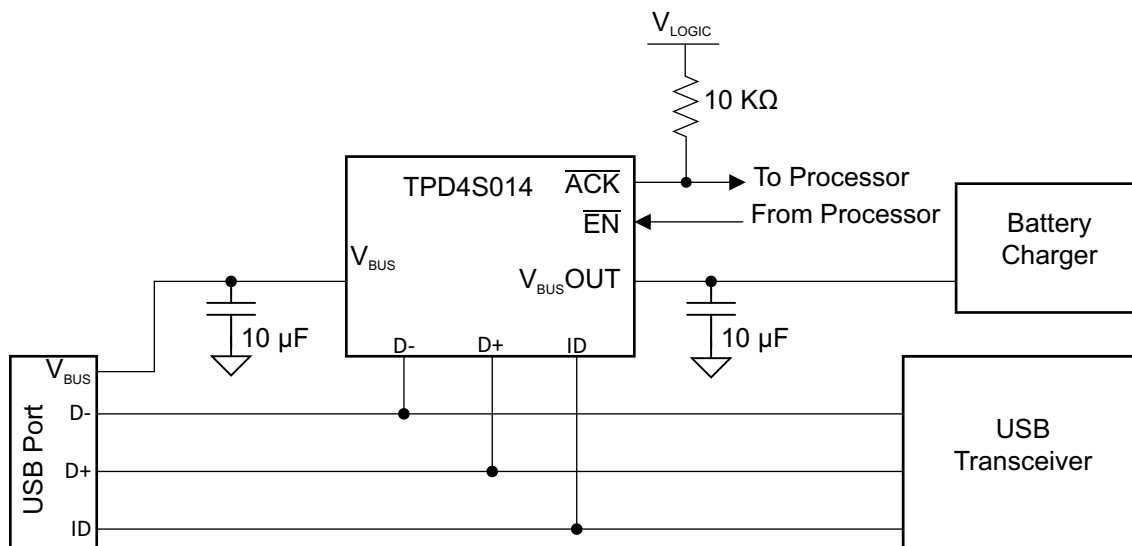 VLOGIC
10 KΩ
TPD4S014
ACK
To Processor
EN
From Processor
Battery
Charger
VBUS
VBUSOUT
10 µF
10 µF
D-
D+
ID
USB Port
VBUS
D-
D+
ID
USB
Transceiver